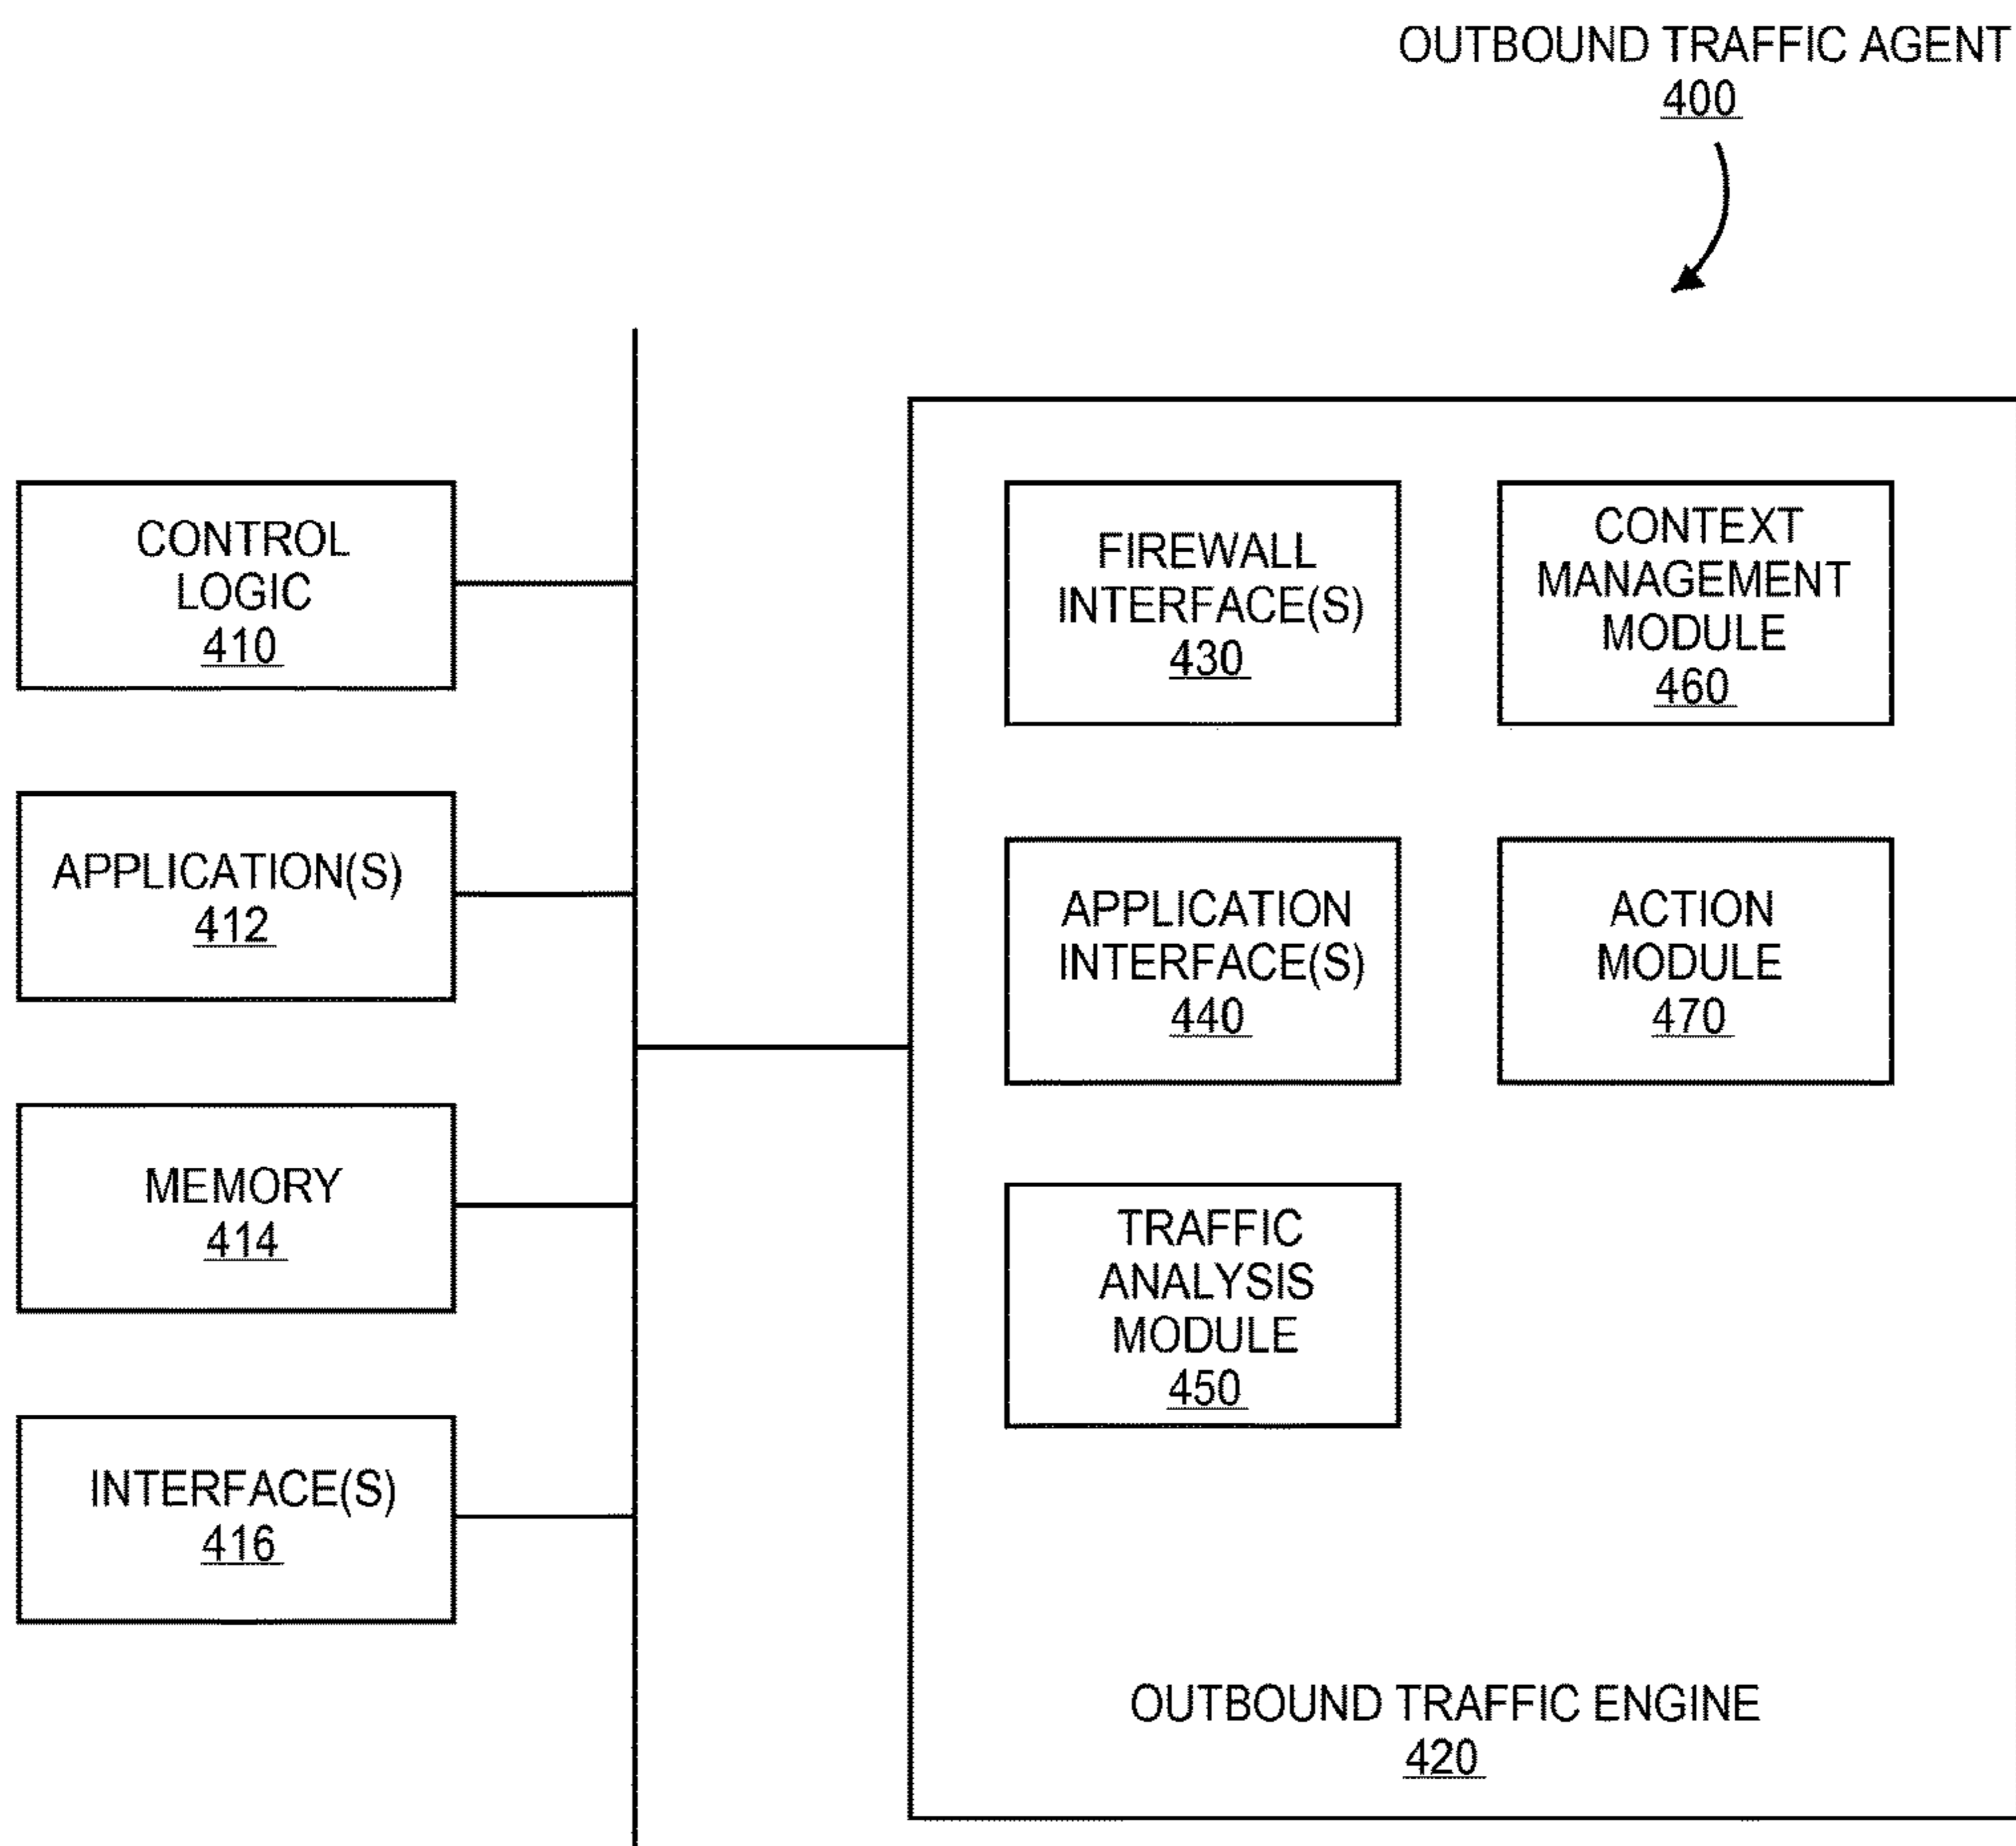 OUTBOUND TRAFFIC AGENT
400
CONTROL
LOGIC
410
APPLICATION(S)
412
MEMORY
414
INTERFACE(S)
416
FIREWALL
INTERFACE(S)
430
CONTEXT
MANAGEMENT
MODULE
460
APPLICATION
INTERFACE(S)
440
ACTION
MODULE
470
TRAFFIC
ANALYSIS
MODULE
450
OUTBOUND TRAFFIC ENGINE
420